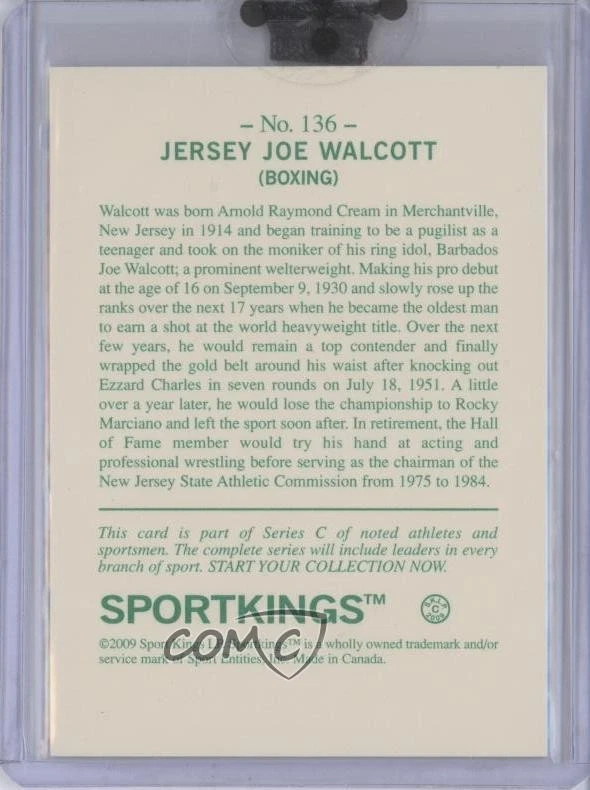 – No. 136 –
JERSEY JOE WALCOTT
(BOXING)
Walcott was born Arnold Raymond Cream in Merchantville,
New Jersey in 1914 and began training to be a pugilist as a
teenager and took on the moniker of his ring idol, Barbados
Joe Walcott; a prominent welterweight. Making his pro debut
at the age of 16 on September 9, 1930 and slowly rose up the
ranks over the next 17 years when he became the oldest man
to earn a shot at the world heavyweight title. Over the next
few years, he would remain a top contender and finally
wrapped the gold belt around his waist after knocking out
Ezzard Charles in seven rounds on July 18, 1951. A little
over a year later, he would lose the championship to Rocky
Marciano and left the sport soon after. In retirement, the Hall
of Fame member would try his hand at acting and
professional wrestling before serving as the chairman of the
New Jersey State Athletic Commission from 1975 to 1984.
This card is part of Series C of noted athletes and
sportsmen. The complete series will include leaders in every
branch of sport. START YOUR COLLECTION NOW.
SPORTKINGS™
C
2009
©2009 SportKings Sportkings™ is a wholly owned trademark and/or
service mark of Sport Entities, Inc. Made in Canada.
COMC